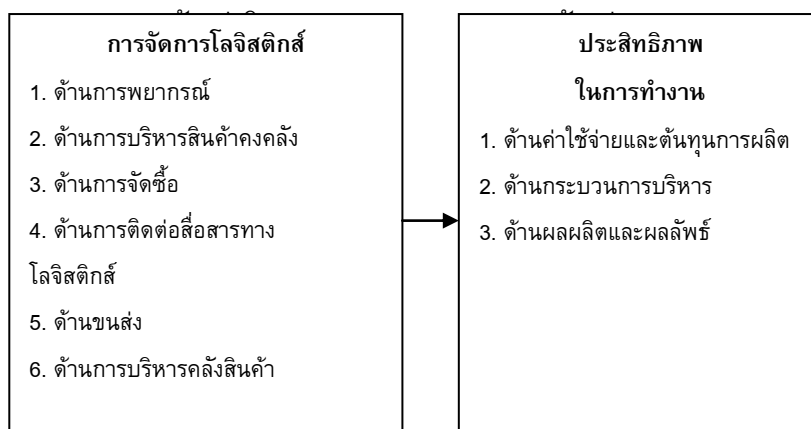 การจัดการโลจิสติกส์
1. ด้านการพยากรณ์
2. ด้านการบริหารสินค้าคงคลัง
3. ด้านการจัดซื้อ
4. ด้านการติดต่อสื่อสารทาง
โลจิสติกส์
5. ด้านขนส่ง
6. ด้านการบริหารคลังสินค้า
ประสิทธิภาพ
ในการทำงาน
1. ด้านค่าใช้จ่ายและต้นทุนการผลิต
2. ด้านกระบวนการบริหาร
3. ด้านผลผลิตและผลลัพธ์